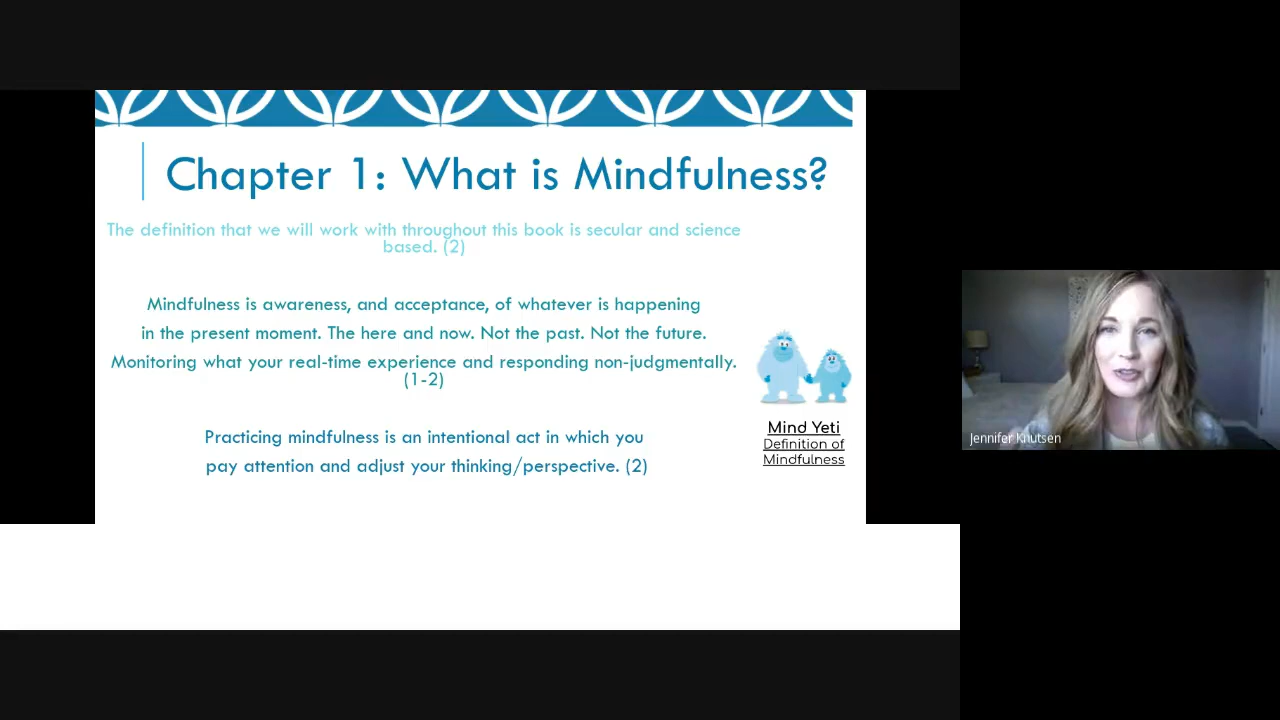 Chapter 1: What is Mindfulness?
The definition that we will work with throughout this book is secular and science
based. (2)
Mindfulness is awareness, and acceptance, of whatever is happening
in the present moment. The here and now. Not the past. Not the future.
Monitoring what your real-time experience and responding non-judgmentally.
(1-2)
Practicing mindfulness is an intentional act in which you
pay attention and adjust your thinking/perspective. (2)
Mind Yeti
Definition of
Mindfulness
Jennifer Knutsen